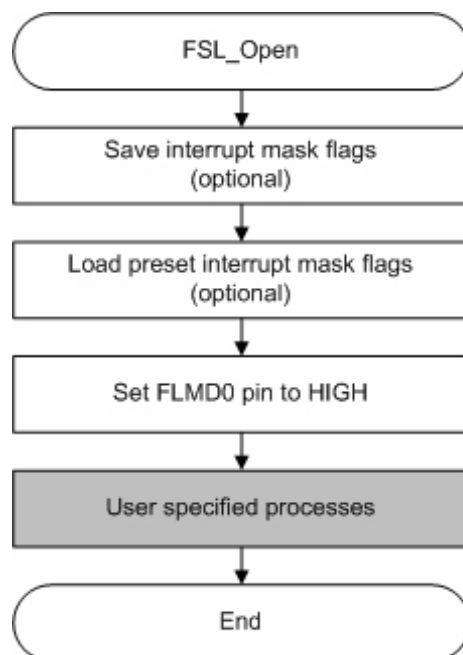 FSL_Open
Save interrupt mask flags
(optional)
Load preset interrupt mask flags
(optional)
Set FLMD0 pin to HIGH
User specified processes
End